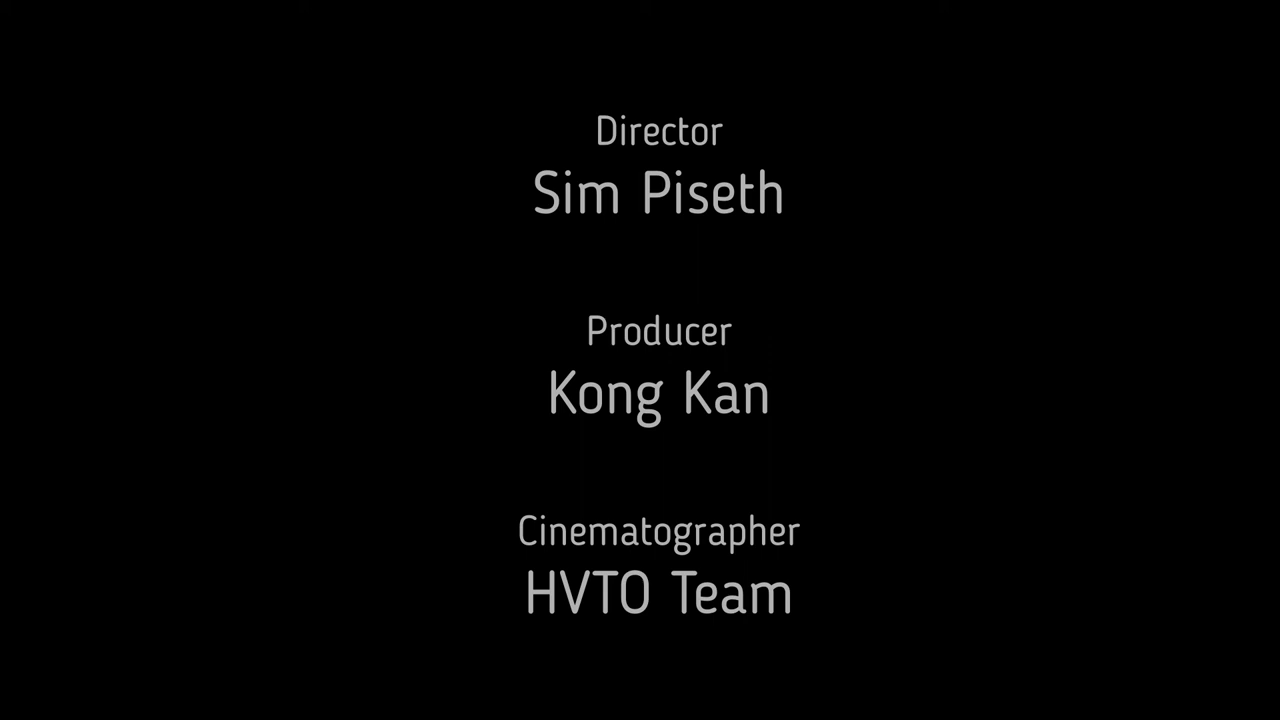 Director
Sim Piseth
Producer
Kong Kan
Cinematographer
HVTO Team